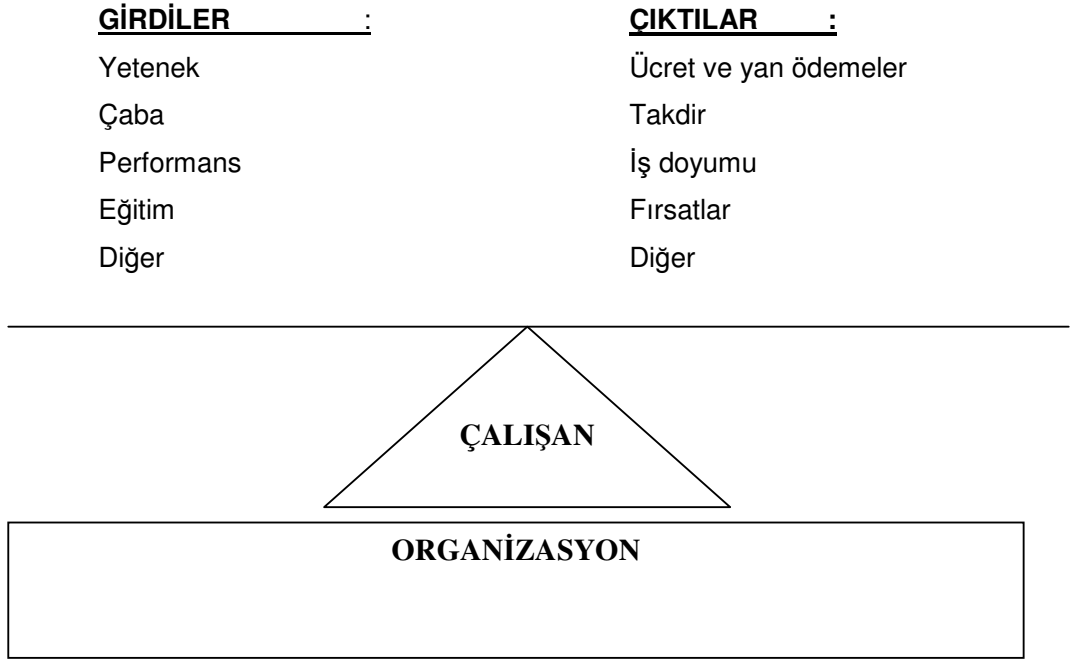 GİRDİLER : ÇIKTILAR :
Yetenek Ücret ve yan ödemeler
Çaba Takdir
Performans İş doyumu
Eğitim Fırsatlar
Diğer Diğer
ÇALIŞAN
ORGANİZASYON